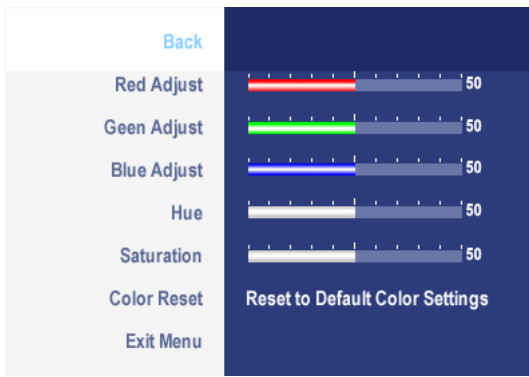 Back
Red Adjust 50
Geen Adjust 50
Blue Adjust 50
Hue 50
Saturation 50
Color Reset Reset to Default Color Settings
Exit Menu